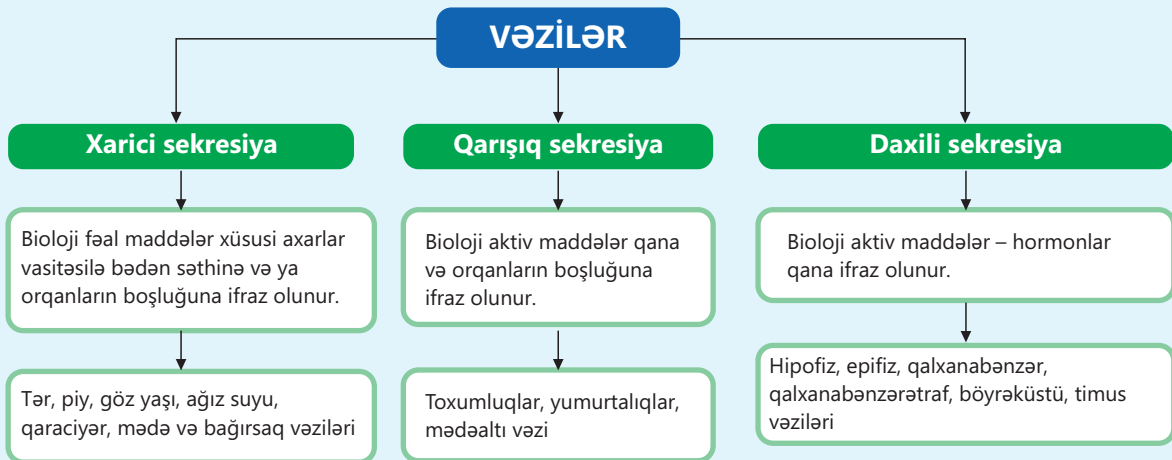 VƏZİLƏR
Xarici sekresiya
Bioloji fəal maddələr xüsusi axarlar
vasitəsilə bədən səthinə və ya
orqanların boşluğuna ifraz olunur.
Tər, piy, göz yaşı, ağız suyu,
qaraciyər, mədə və bağırsaq vəziləri
Qarışıq sekresiya
Bioloji aktiv maddələr qana
və orqanların boşluğuna
ifraz olunur.
Toxumluqlar, yumurtalıqlar,
mədəaltı vəzi
Daxili sekresiya
Bioloji aktiv maddələr – hormonlar
qana ifraz olunur.
Hipofiz, epifiz, qalxanabənzər,
qalxanabənzərətraf, böyrəküstü, timus
vəziləri